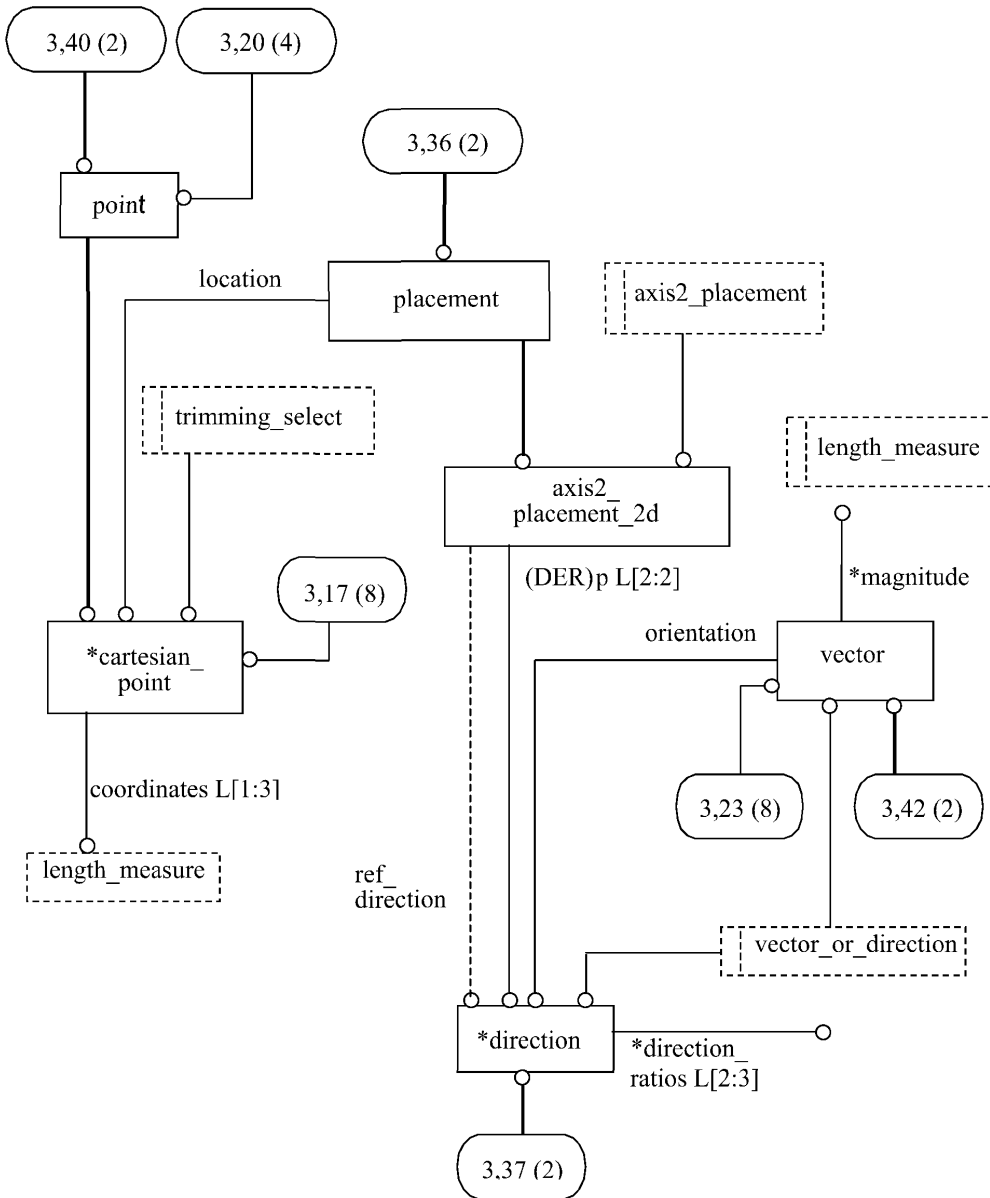 3,40 (2)
3,20 (4)
3,36 (2)
point
location
placement
axis2_placement
trimming_select
length_measure
axis2_
placement_2d
(DER)p L[2:2]
*magnitude
3,17 (8)
orientation
vector
*cartesian_
point
coordinates L[1:3]
3,23 (8)
3,42 (2)
length_measure
ref_
direction
vector_or_direction
*direction
*direction_
ratios L[2:3]
3,37 (2)